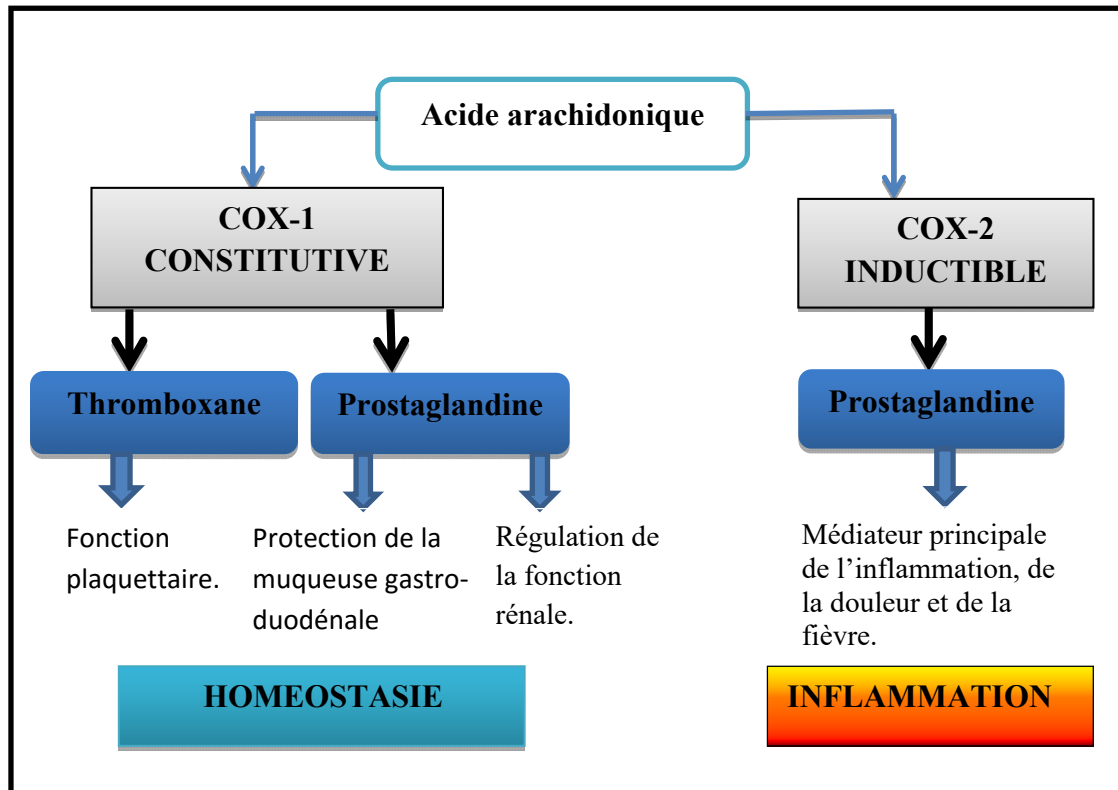 Acide arachidonique
COX-1
CONSTITUTIVE
COX-2
INDUCTIBLE
Thromboxane
Prostaglandine
Prostaglandine
Fonction
plaquettaire.
Protection de la
muqueuse gastro-
duodénale
Régulation de
la fonction
rénale.
Médiateur principale
de l’inflammation, de
la douleur et de la
fièvre.
HOMEOSTASIE
INFLAMMATION